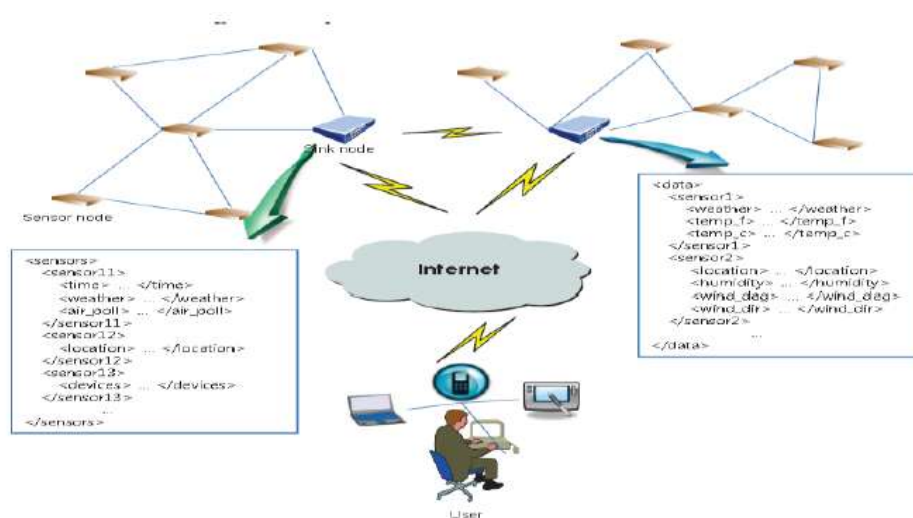 Sink node
Sensor node
Internet
User
<sensors>
<sensor11>
<time> ... </time>
<weather> ... </weather>
<air_poll> ... </air_poll>
</sensor11>
<sensor12>
<location> ... </location>
</sensor12>
<sensor13>
<devices> ... </devices>
</sensor13>
...
</sensors>
<data>
<sensor1>
<weather> ... </weather>
<temp_f> ... </temp_f>
<temp_c> ... </temp_c>
</sensor1>
<sensor2>
<location> ... </location>
<humidity> ... </humidity>
<wind_deg> ... </wind_deg>
<wind_dir> ... </wind_dir>
</sensor2>
...
</data>